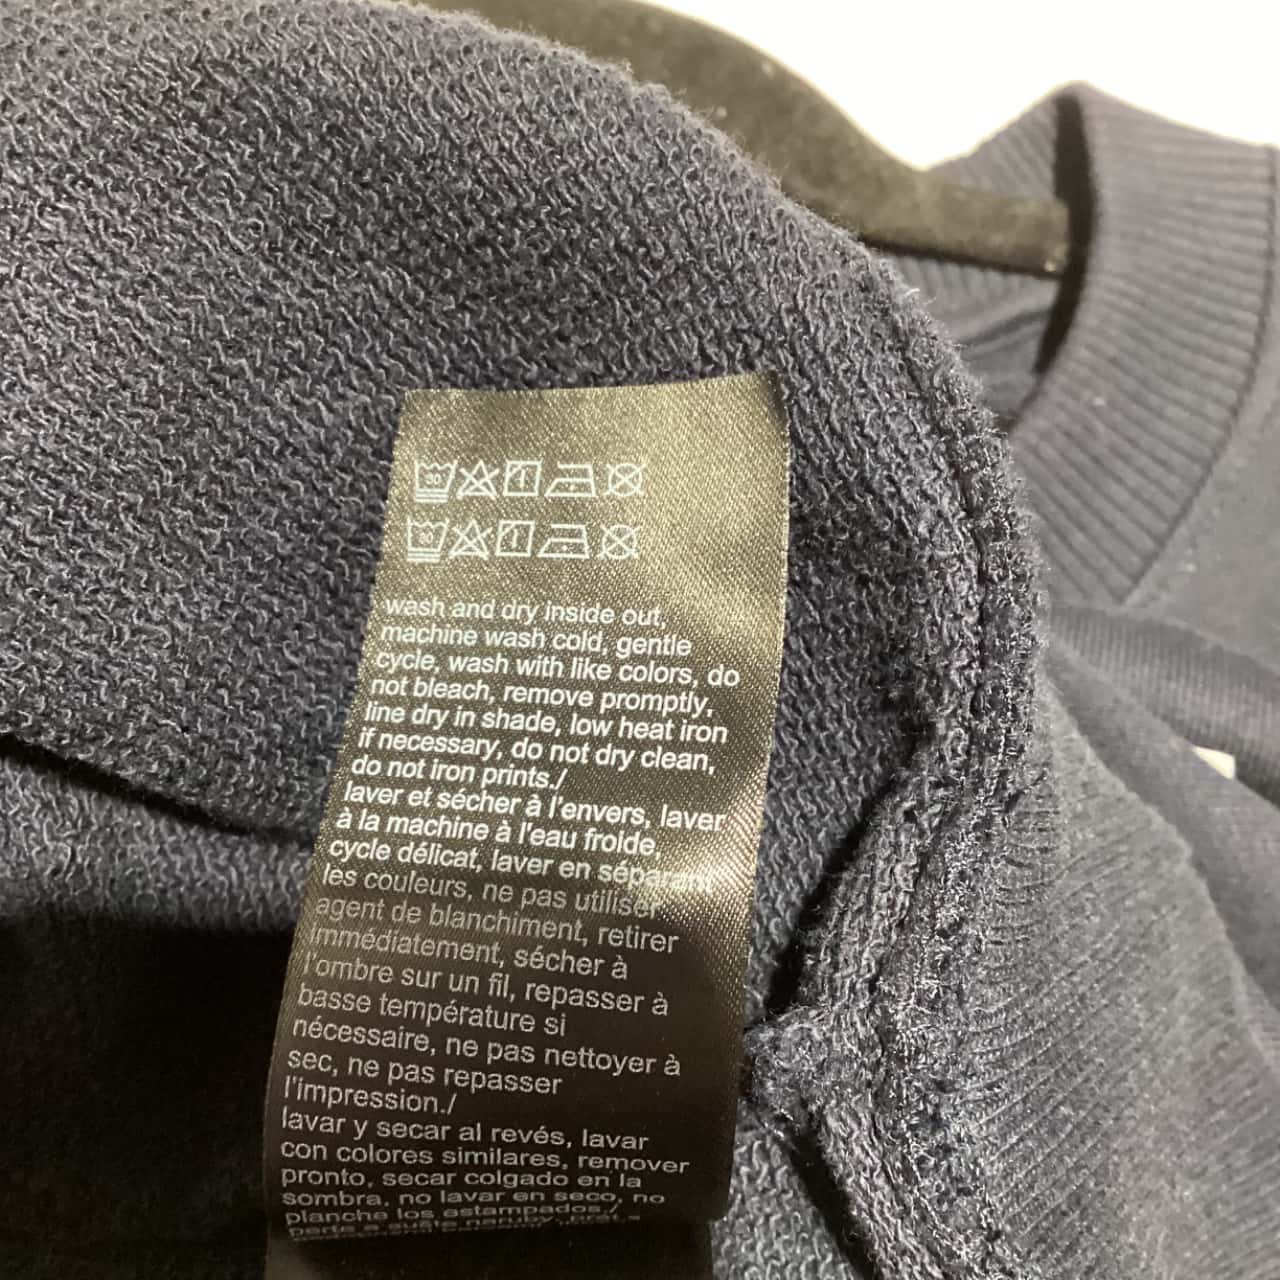 30
wash and dry inside out,
machine wash cold, gentle
cycle, wash with like colors, do
not bleach, remove promptly,
line dry in shade, low heat iron
if necessary, do not dry clean,
do not iron prints./
laver et sécher à l'envers, laver
à la machine à l'eau froide,
cycle délicat, laver en séparant
les couleurs, ne pas utiliser
agent de blanchiment, retirer
immédiatement, sécher à
l'ombre sur un fil, repasser à
basse température si
nécessaire, ne pas nettoyer à
sec, ne pas repasser
l'impression./
lavar y secar al revés, lavar
con colores similares, remover
pronto, secar colgado en la
sombra, no lavar en seco, no
planche los estampados./
perte a sušte naruby,